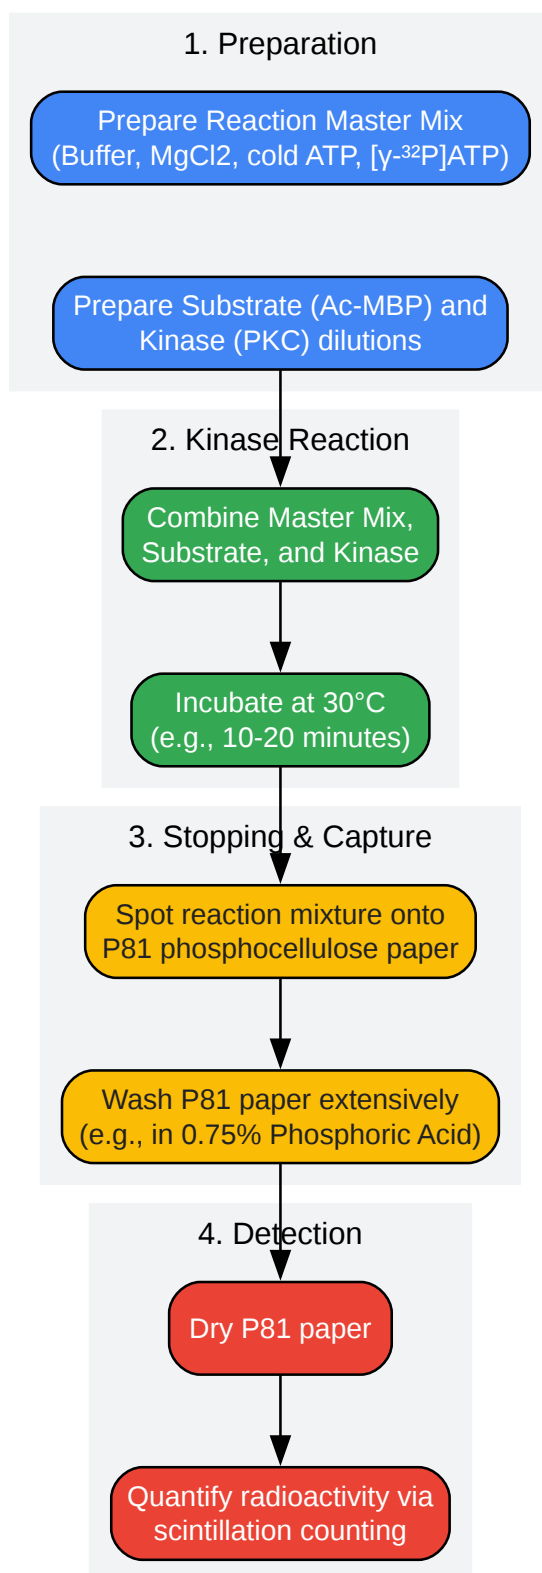 1. Preparation
Prepare Reaction Master Mix
(Buffer, MgCl2, cold ATP, [γ-³²P]ATP)
Prepare Substrate (Ac-MBP) and
Kinase (PKC) dilutions
2. Kinase Reaction
Combine Master Mix,
Substrate, and Kinase
Incubate at 30°C
(e.g., 10-20 minutes)
3. Stopping & Capture
Spot reaction mixture onto
P81 phosphocellulose paper
Wash P81 paper extensively
(e.g., in 0.75% Phosphoric Acid)
4. Detection
Dry P81 paper
Quantify radioactivity via
scintillation counting